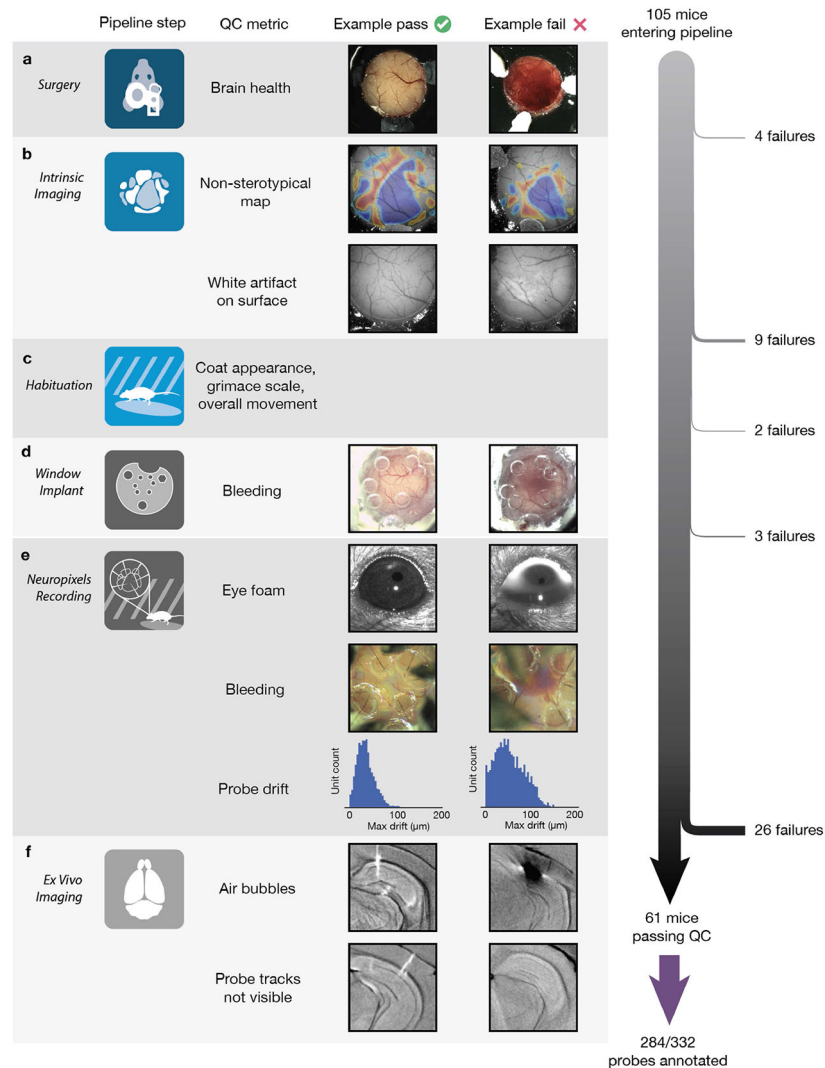 Pipeline step
QC metric
Example pass
Example fail
105 mice
entering pipeline
a
Surgery
Brain health
4 failures
b
Intrinsic
Imaging
Non-sterotypical
map
White artifact
on surface
9 failures
c
Habituation
Coat appearance,
grimace scale,
overall movement
2 failures
d
Window
Implant
Bleeding
3 failures
e
Neuropixels
Recording
Eye foam
Bleeding
Probe drift
Unit count
0
100
200
Max drift (μm)
Unit count
0
100
200
Max drift (μm)
26 failures
f
Ex Vivo
Imaging
Air bubbles
Probe tracks
not visible
61 mice
passing QC
284/332
probes annotated